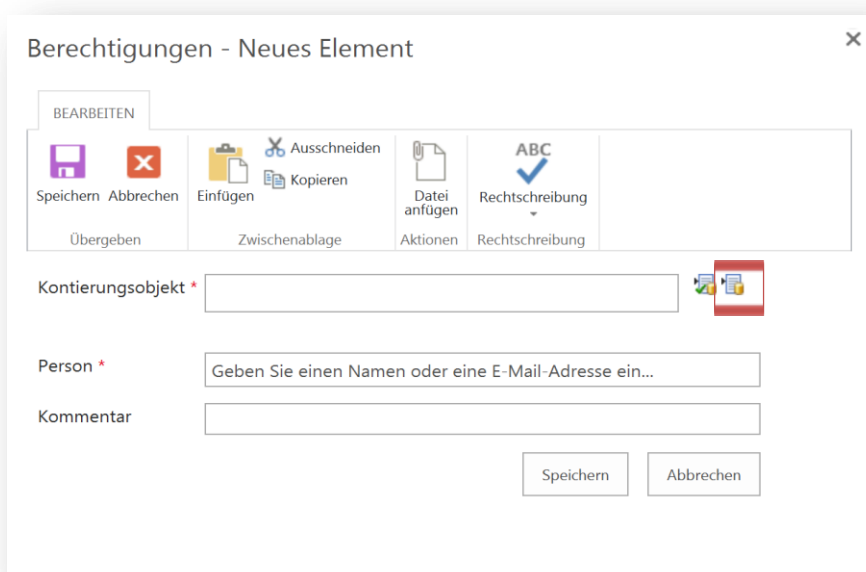 Berechtigungen - Neues Element
BEARBEITEN
Speichern Abbrechen
Einfügen
Ausschneiden
Kopieren
Datei
anfügen
ABC
Rechtschreibung
Übergeben Zwischenablage Aktionen Rechtschreibung
Kontierungsobjekt *
Person * Geben Sie einen Namen oder eine E-Mail-Adresse ein...
Kommentar
Speichern Abbrechen